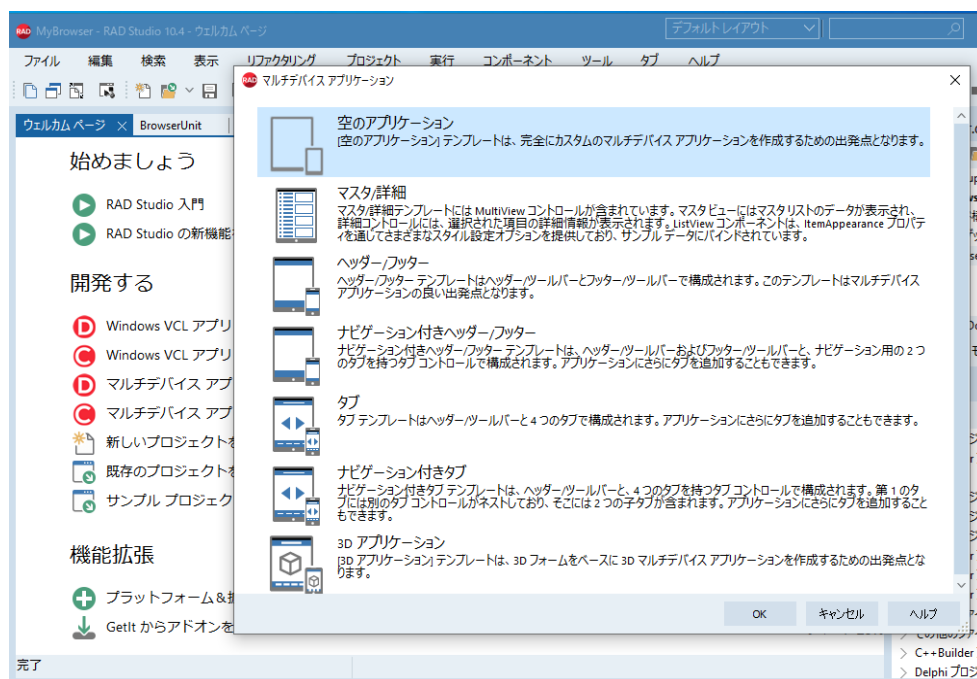 MyBrowser - RAD Studio 10.4 - ウェルカム ページ
デフォルト レイアウト
ファイル 編集 検索 表示 リファクタリング プロジェクト 実行 コンポーネント ツール タブ ヘルプ
マルチデバイス アプリケーション
ウェルカム ページ
BrowserUnit
始めましょう
RAD Studio 入門
RAD Studio の新機能
開発する
Windows VCL アプリ
Windows VCL アプリ
マルチデバイス アプ
マルチデバイス アプ
新しいプロジェクトを
既存のプロジェクトを
サンプル プロジェク
機能拡張
プラットフォーム&
GetIt からアドオンを
空のアプリケーション
[空のアプリケーション] テンプレートは、完全にカスタムのマルチデバイス アプリケーションを作成するための出発点となります。
マスタ/詳細
マスタ/詳細テンプレートには MultiView コントロールが含まれています。マスタ ビューにはマスタ リストのデータが表示され、
詳細コントロールには、選択された項目の詳細情報が表示されます。ListView コンポーネントは、ItemAppearance プロパテ
ィを通じてさまざまなスタイル設定オプションを提供しており、サンプル データにバインドされています。
ヘッダー/フッター
ヘッダー/フッター テンプレートはヘッダー/ツールバーとフッター/ツールバーで構成されます。このテンプレートはマルチデバイス
アプリケーションの良い出発点となります。
ナビゲーション付きヘッダー/フッター
ナビゲーション付きヘッダー/フッター テンプレートは、ヘッダー/ツールバーおよびフッター/ツールバーと、ナビゲーション用の 2 つ
のタブを持つタブ コントロールで構成されます。アプリケーションにさらにタブを追加することもできます。
タブ
タブ テンプレートはヘッダー/ツールバーと 4 つのタブで構成されます。アプリケーションにさらにタブを追加することもできます。
ナビゲーション付きタブ
ナビゲーション付きタブ テンプレートは、ヘッダー/ツールバーと、4 つのタブを持つタブ コントロールで構成されます。第 1 のタ
ブには別のタブ コントロールがネストしており、そこには 2 つの子タブが含まれます。アプリケーションにさらにタブを追加すること
もできます。
3D アプリケーション
[3D アプリケーション] テンプレートは、3D フォームをベースに 3D マルチデバイス アプリケーションを作成するための出発点とな
ります。
OK キャンセル ヘルプ
完了
C++Builder
Delphi プロジ